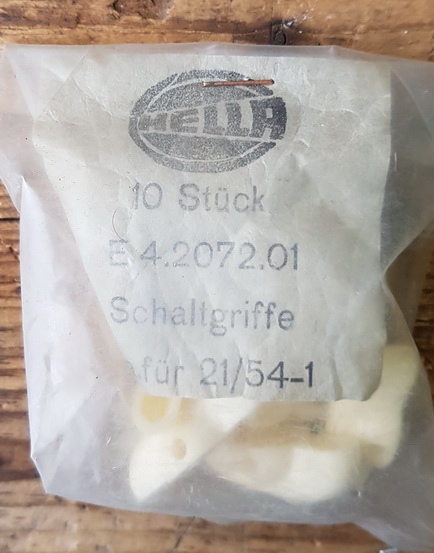 HELLA
10 Stück
E 4.2072.01
Schaltgriffe
für 21/54-1